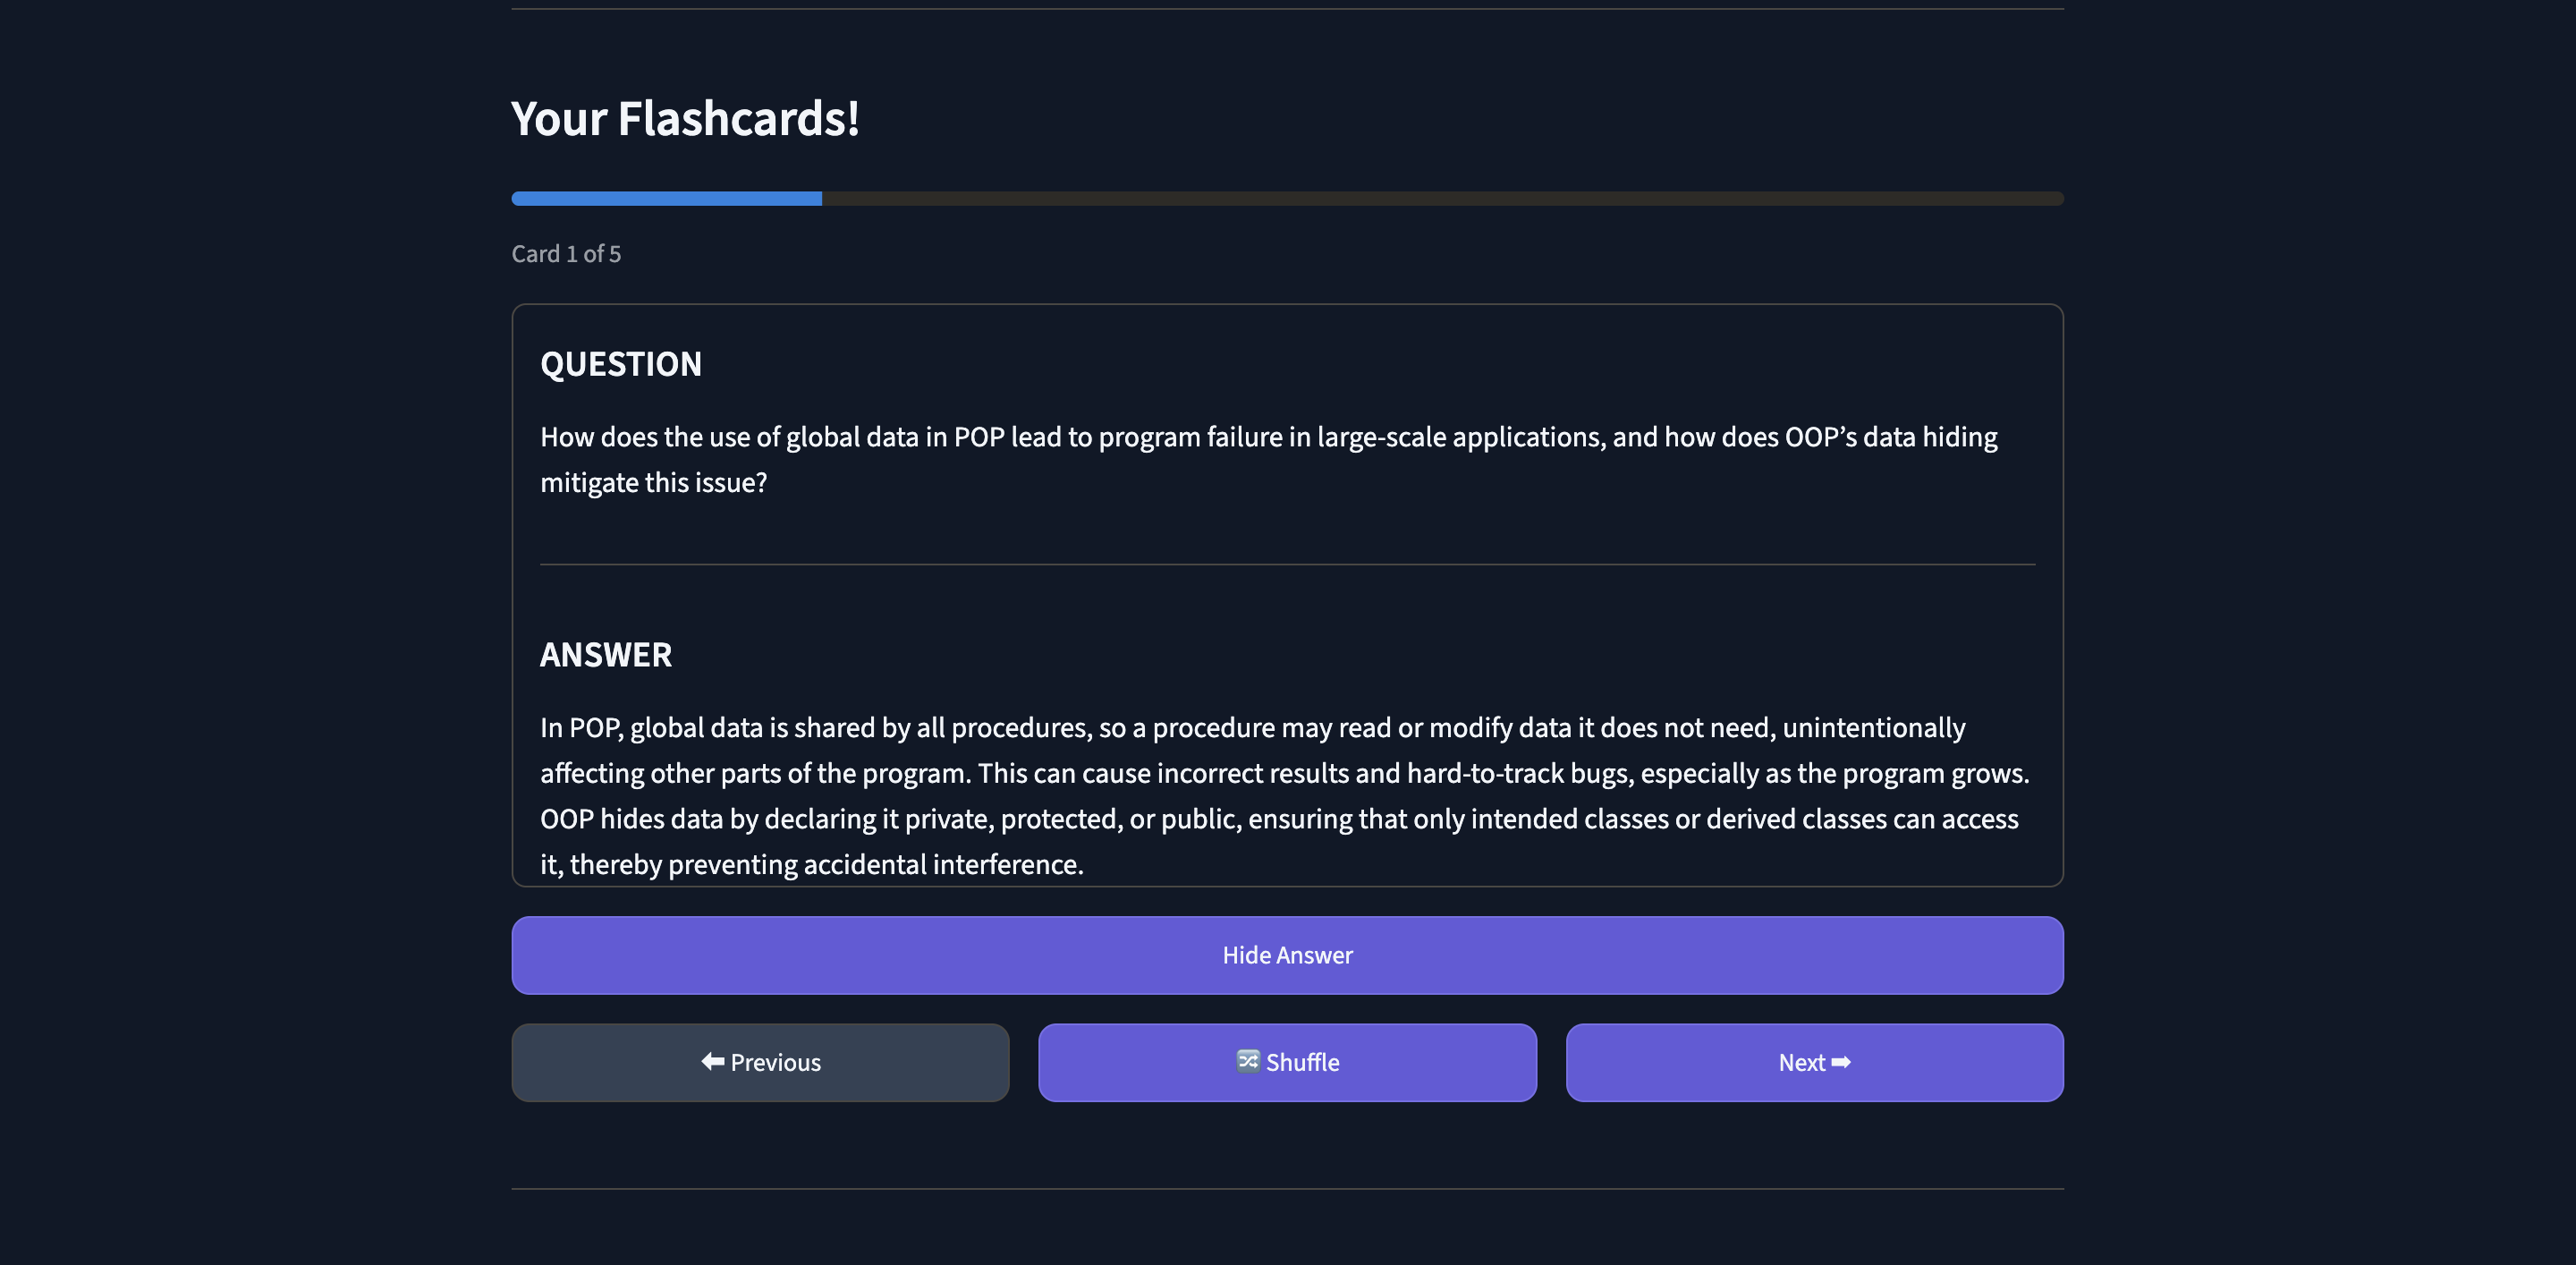 Your Flashcards!
Card 1 of 5
QUESTION
How does the use of global data in POP lead to program failure in large-scale applications, and how does OOP’s data hiding
mitigate this issue?
ANSWER
In POP, global data is shared by all procedures, so a procedure may read or modify data it does not need, unintentionally
affecting other parts of the program. This can cause incorrect results and hard-to-track bugs, especially as the program grows.
OOP hides data by declaring it private, protected, or public, ensuring that only intended classes or derived classes can access
it, thereby preventing accidental interference.
Hide Answer
⬅ Previous
🔀 Shuffle
Next ➡